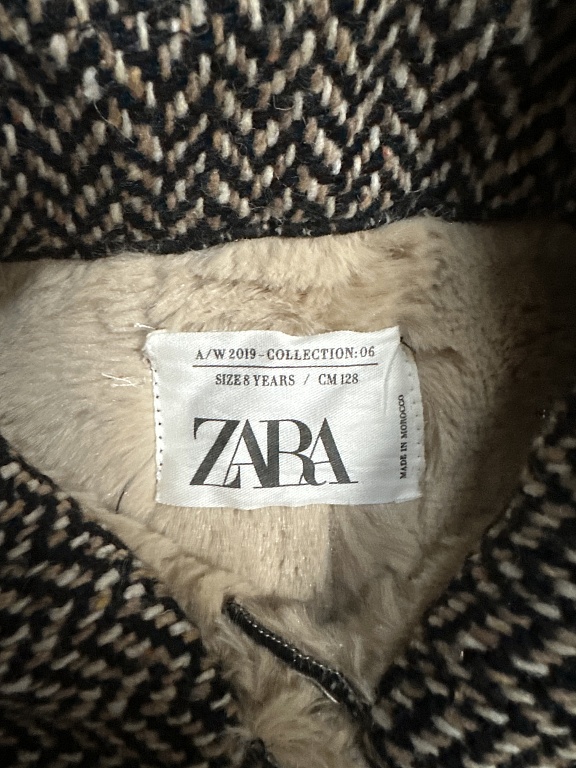 A/W 2019-COLLECTION:06
SIZE 8 YEARS / CM 128
ZARA
MADE IN MOROCCO